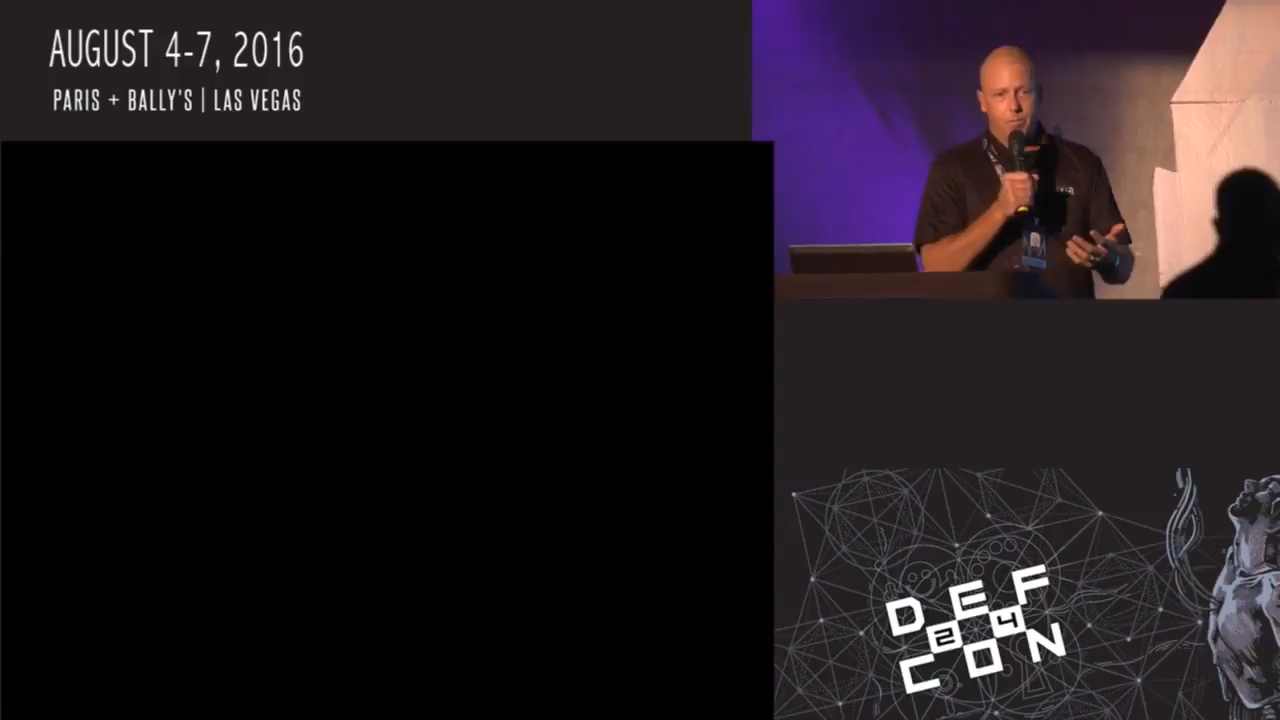 AUGUST 4-7, 2016
PARIS + BALLY'S | LAS VEGAS
DEF
24
CON